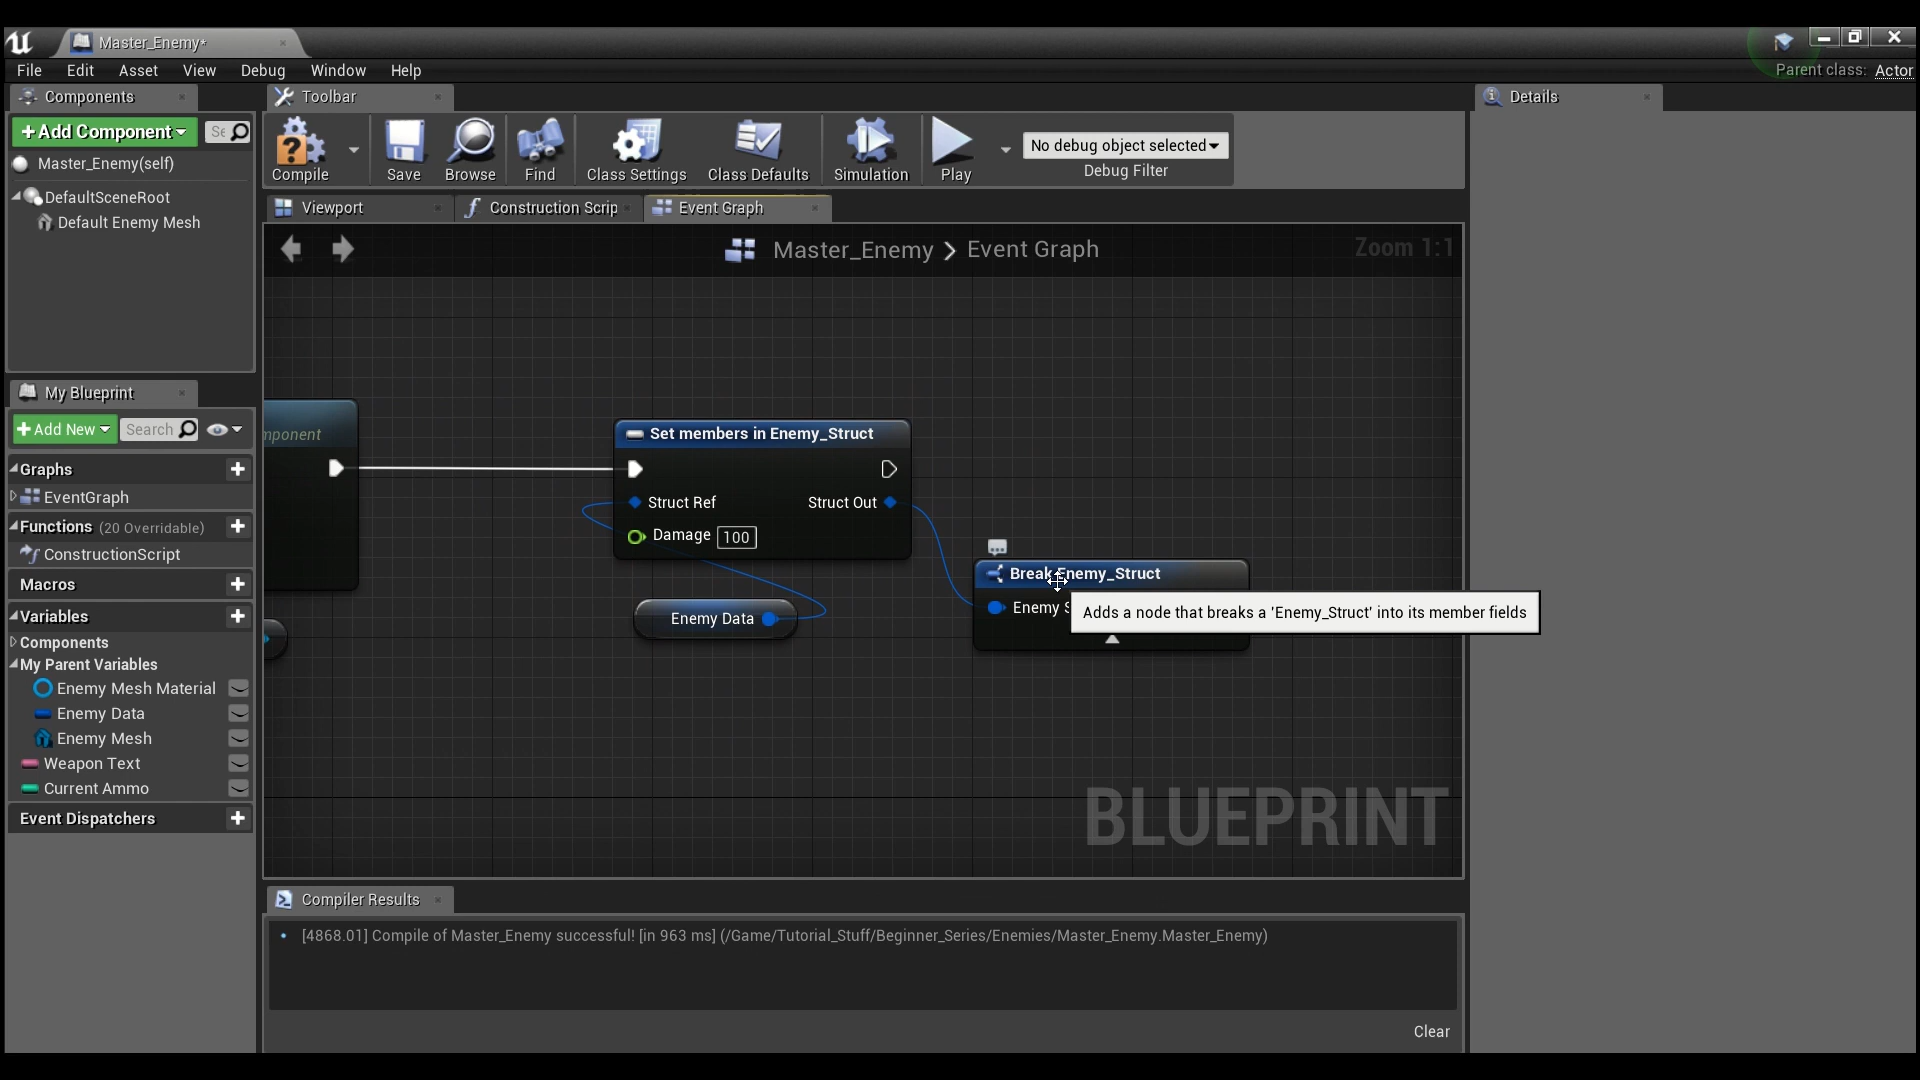 Master_Enemy*
File Edit Asset View Debug Window Help
Parent class: Actor
Components
Toolbar
Details
+Add Component
Se
Master_Enemy(self)
DefaultSceneRoot
Default Enemy Mesh
Compile
Save
Browse
Find
Class Settings
Class Defaults
Simulation
Play
No debug object selected
Debug Filter
Viewport
Construction Scrip
Event Graph
Master_Enemy > Event Graph
Zoom 1:1
My Blueprint
+Add New
Search
Graphs
EventGraph
Functions (20 Overridable)
ConstructionScript
Macros
Variables
Components
My Parent Variables
Enemy Mesh Material
Enemy Data
Enemy Mesh
Weapon Text
Current Ammo
Event Dispatchers
mponent
Set members in Enemy_Struct
Struct Ref
Struct Out
Damage 100
Enemy Data
Break Enemy_Struct
Enemy S
Adds a node that breaks a 'Enemy_Struct' into its member fields
BLUEPRINT
Compiler Results
[4868.01] Compile of Master_Enemy successful! [in 963 ms] (/Game/Tutorial_Stuff/Beginner_Series/Enemies/Master_Enemy.Master_Enemy)
Clear